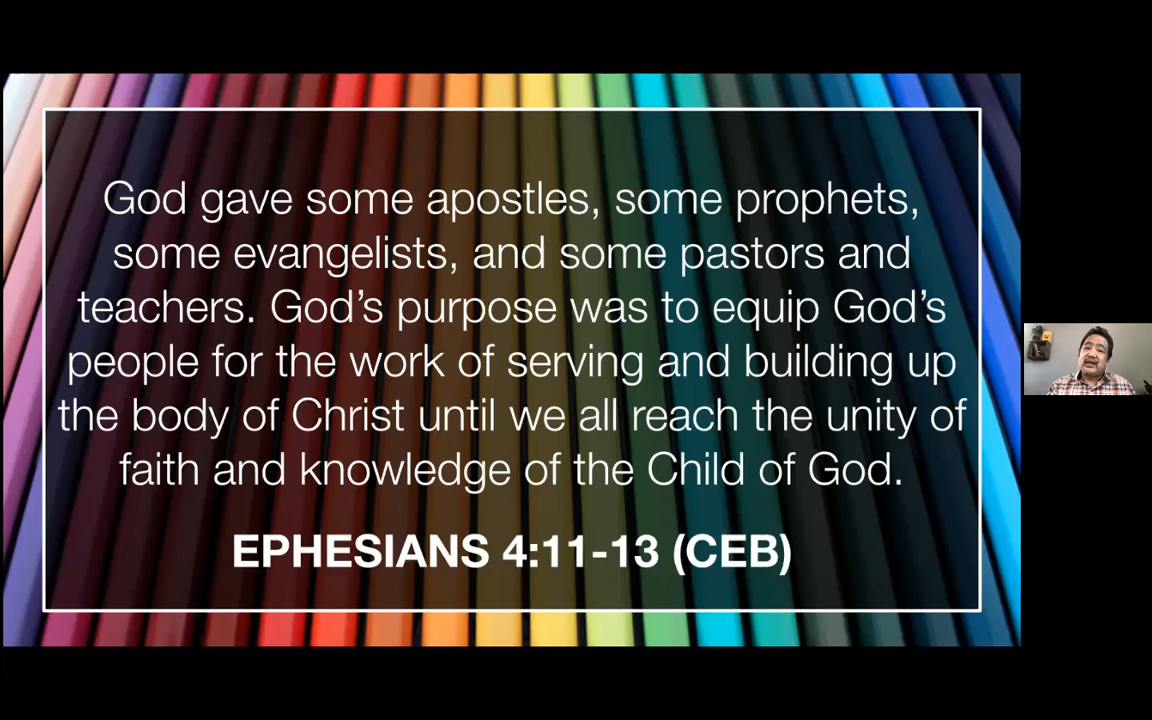 God gave some apostles, some prophets,
some evangelists, and some pastors and
teachers. God’s purpose was to equip God’s
people for the work of serving and building up
the body of Christ until we all reach the unity of
faith and knowledge of the Child of God.
EPHESIANS 4:11-13 (CEB)